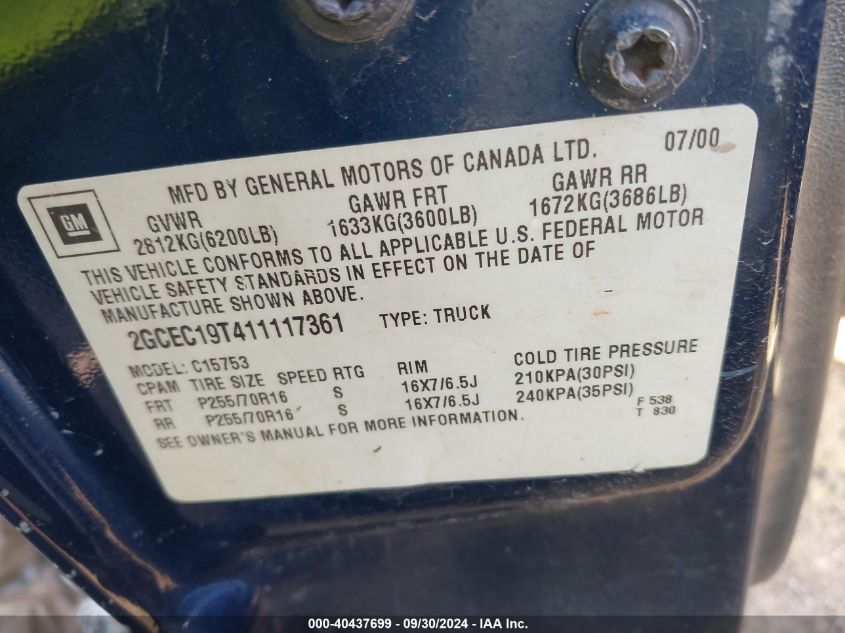 MFD BY GENERAL MOTORS OF CANADA LTD. 07/00
GM
GVWR GAWR FRT GAWR RR
2812KG(6200LB) 1633KG(3600LB) 1672KG(3686LB)
THIS VEHICLE CONFORMS TO ALL APPLICABLE U.S. FEDERAL MOTOR
VEHICLE SAFETY STANDARDS IN EFFECT ON THE DATE OF
MANUFACTURE SHOWN ABOVE.
2GCEC19T411117361 TYPE: TRUCK
MODEL: C15753
CPAM TIRE SIZE SPEED RTG RIM COLD TIRE PRESSURE
FRT P255/70R16 S 16X7/6.5J 210KPA(30PSI)
RR P255/70R16 S 16X7/6.5J 240KPA(35PSI)
SEE OWNER'S MANUAL FOR MORE INFORMATION.
F 538
T 830
000-40437699 - 09/30/2024 - IAA Inc.